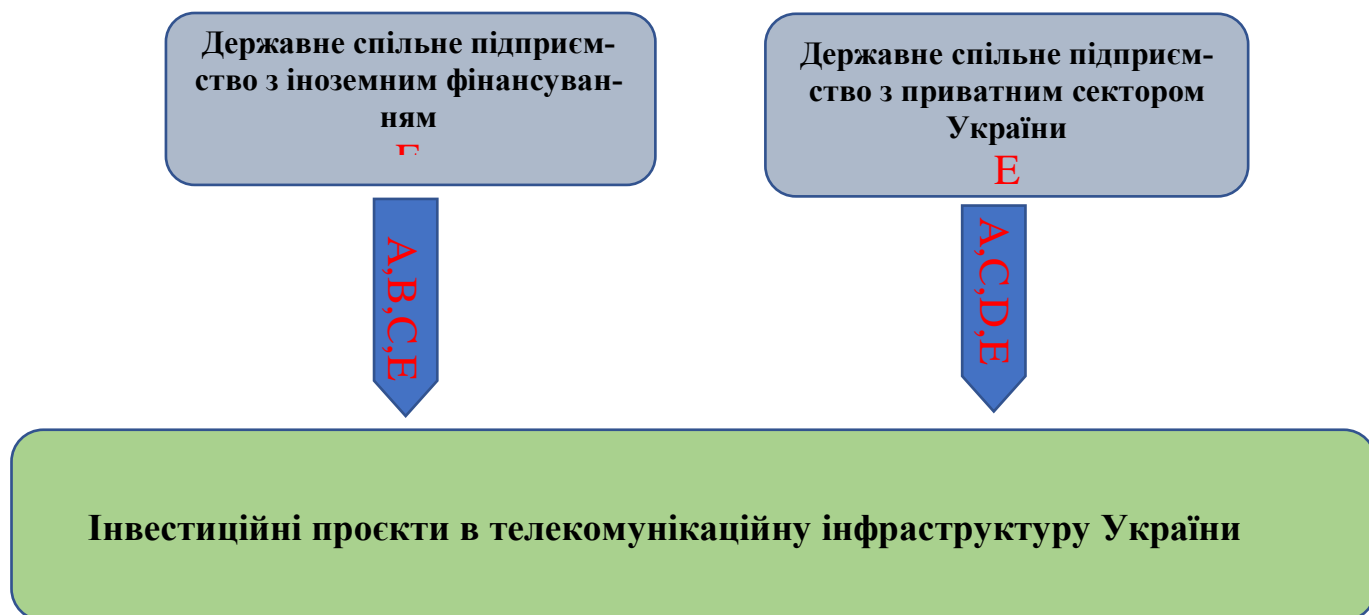 Державне спільне підприєм-
ство з іноземним фінансуван-
ням
Державне спільне підприєм-
ство з приватним сектором
України
E
A,B,C,E
A,C,D,E
Інвестиційні проєкти в телекомунікаційну інфраструктуру України